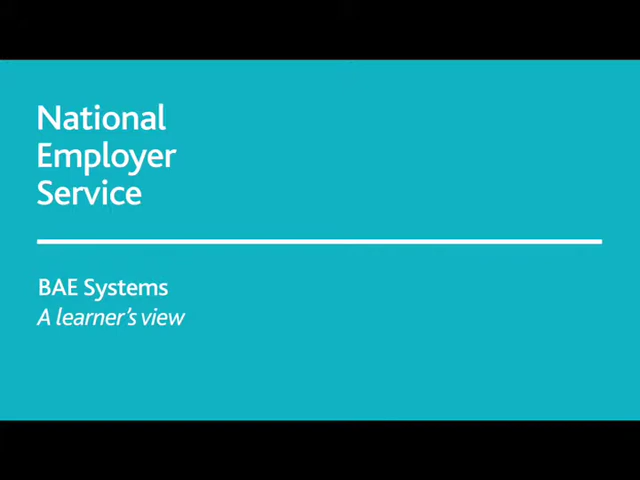 National
Employer
Service
BAE Systems
A learner's view